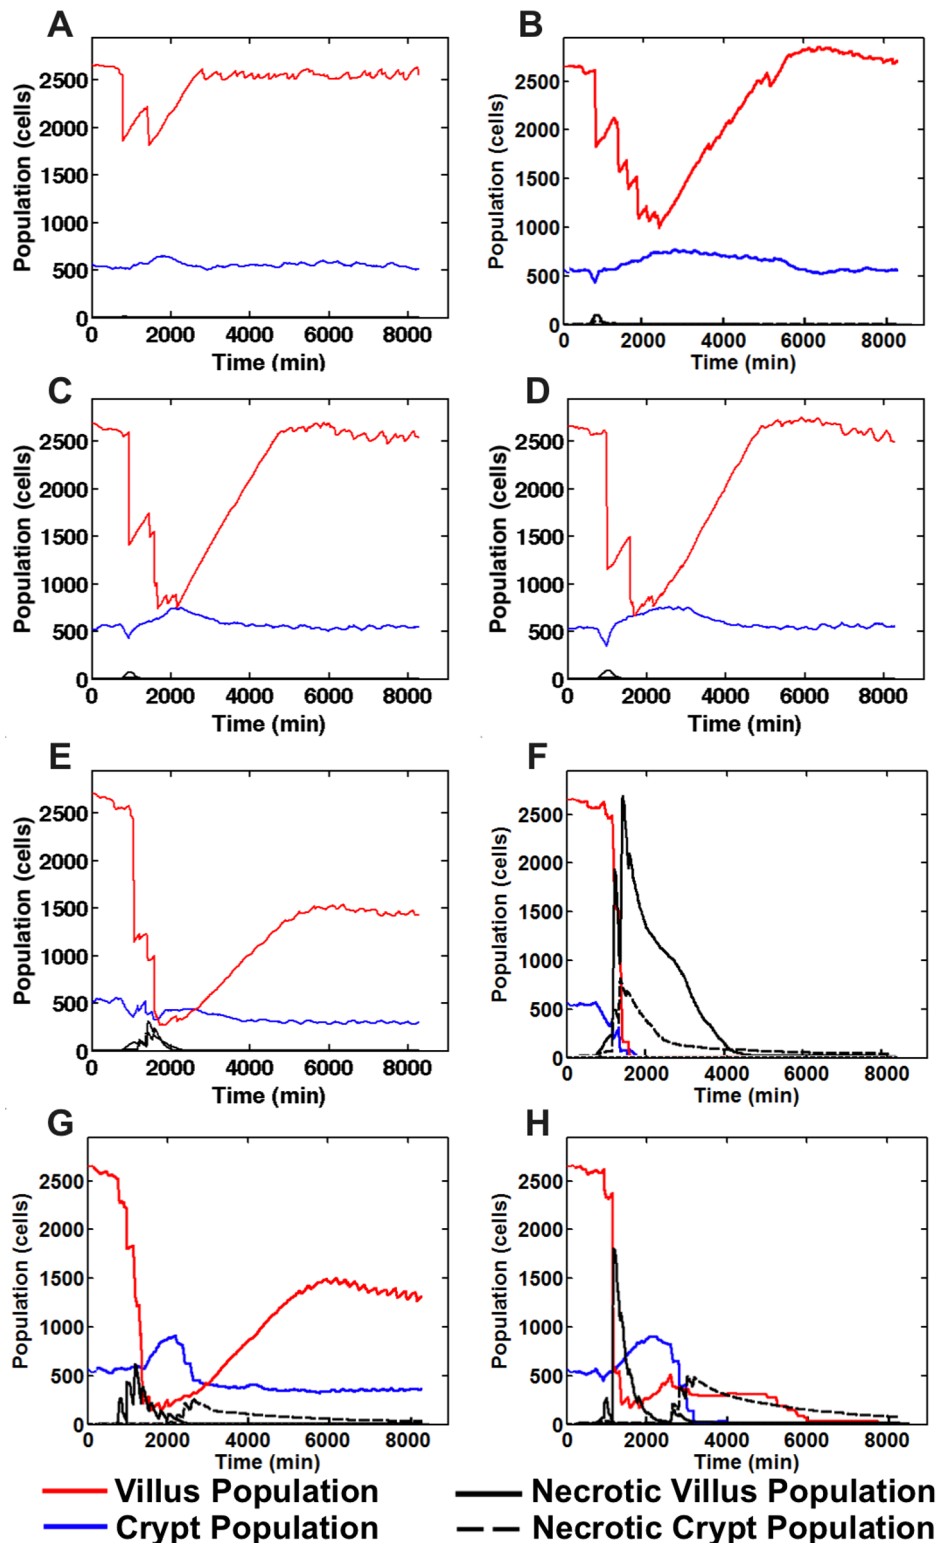 A
Population (cells)
2500
2000
1500
1000
500
0
0 2000 4000 6000 8000
Time (min)
B
Population (cells)
2500
2000
1500
1000
500
0
0 2000 4000 6000 8000
Time (min)
C
Population (cells)
2500
2000
1500
1000
500
0
0 2000 4000 6000 8000
Time (min)
D
Population (cells)
2500
2000
1500
1000
500
0
0 2000 4000 6000 8000
Time (min)
E
Population (cells)
2500
2000
1500
1000
500
0
0 2000 4000 6000 8000
Time (min)
F
Population (cells)
2500
2000
1500
1000
500
0
0 2000 4000 6000 8000
Time (min)
G
Population (cells)
2500
2000
1500
1000
500
0
0 2000 4000 6000 8000
Time (min)
H
Population (cells)
2500
2000
1500
1000
500
0
0 2000 4000 6000 8000
Time (min)
Villus Population
Necrotic Villus Population
Crypt Population
Necrotic Crypt Population